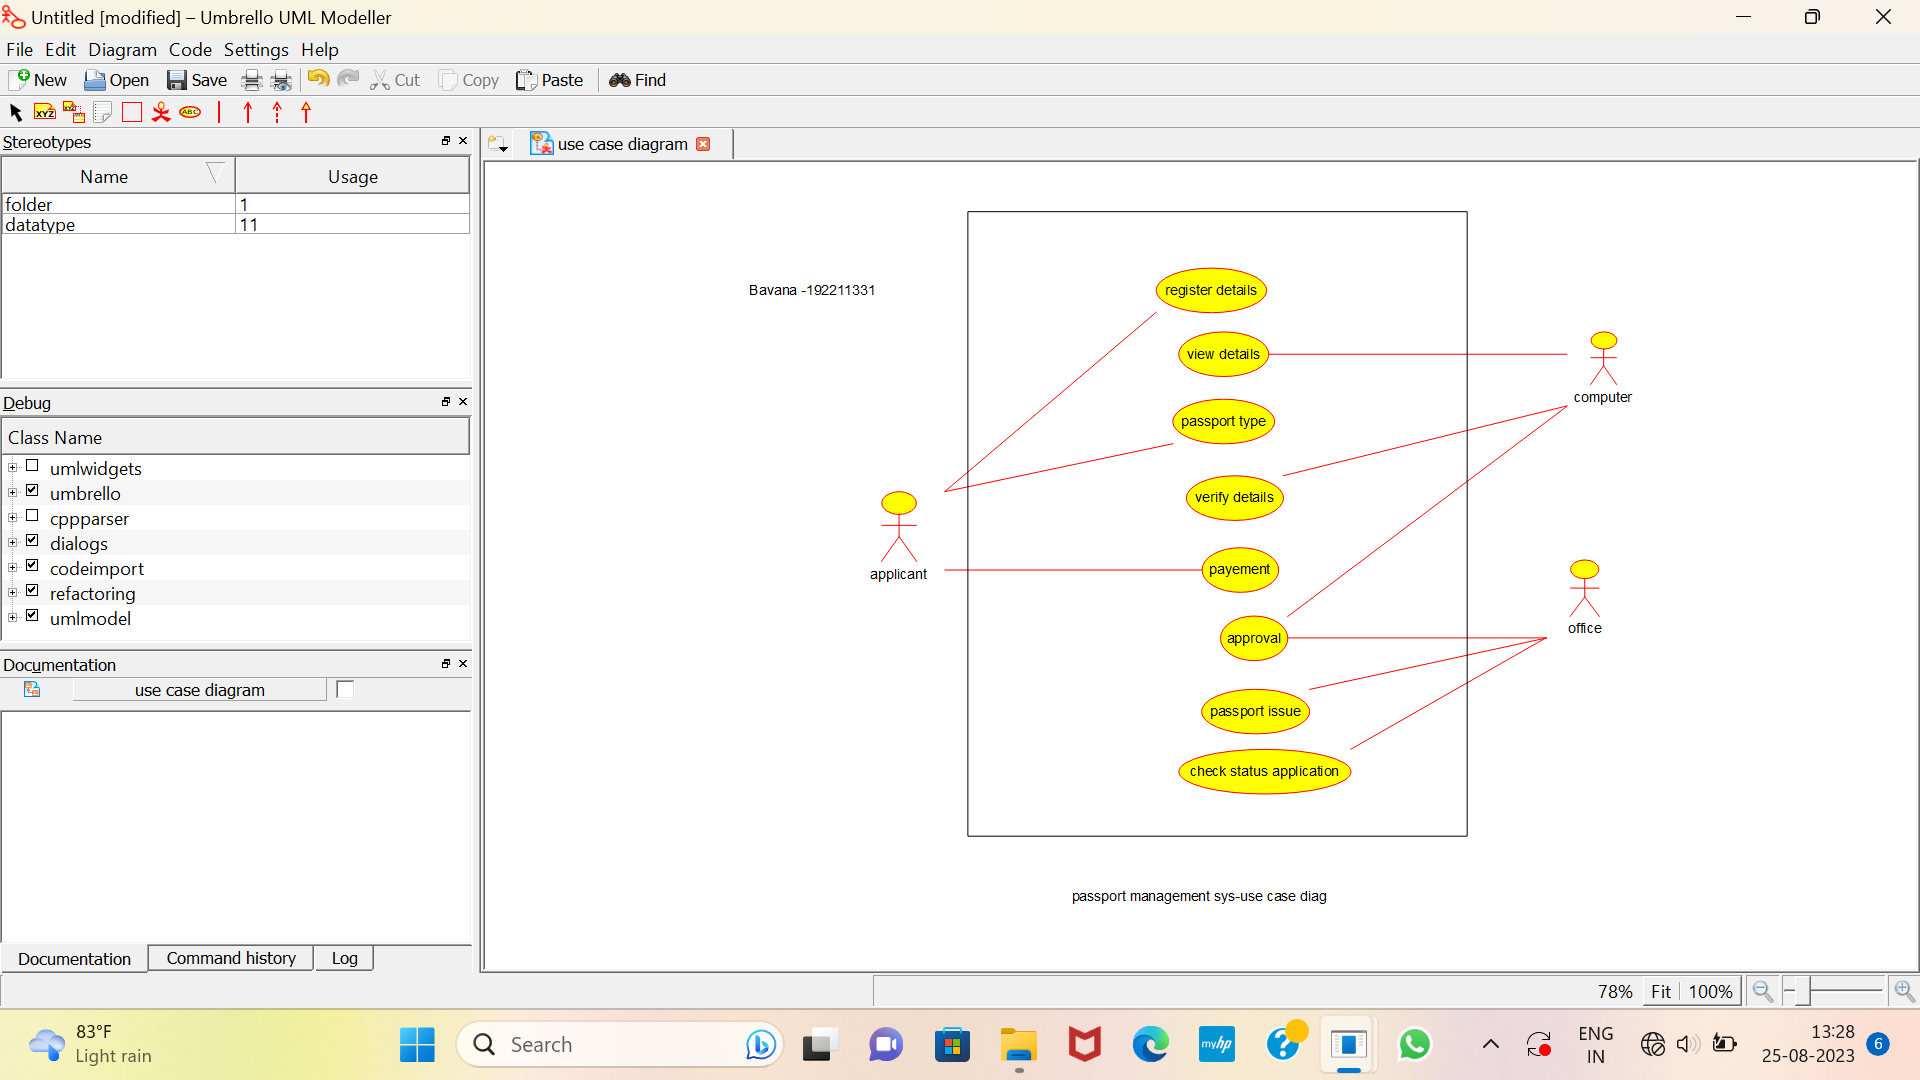 Untitled [modified] – Umbrello UML Modeller
File Edit Diagram Code Settings Help
New Open Save Cut Copy Paste Find
XYZ XYZ ABC
Stereotypes
Name Usage
folder 1
datatype 11
Debug
Class Name
umlwidgets
umbrello
cppparser
dialogs
codeimport
refactoring
umlmodel
Documentation
use case diagram
Documentation Command history Log
use case diagram
Bavana -192211331
register details
view details
computer
passport type
verify details
applicant
payement
approval
office
passport issue
check status application
passport management sys-use case diag
78% Fit 100%
83°F
Light rain
Search
myhp
ENG
IN
13:28
25-08-2023
6